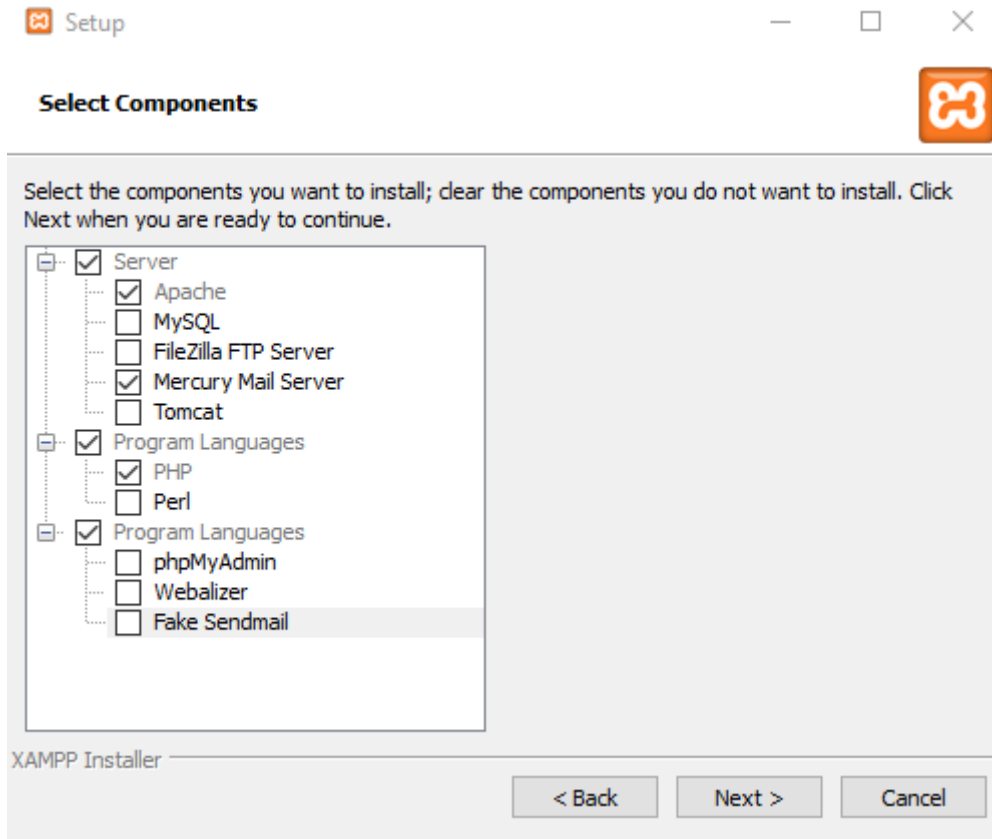 Setup
Select Components
Select the components you want to install; clear the components you do not want to install. Click
Next when you are ready to continue.
Server
Apache
MySQL
FileZilla FTP Server
Mercury Mail Server
Tomcat
Program Languages
PHP
Perl
Program Languages
phpMyAdmin
Webalizer
Fake Sendmail
XAMPP Installer
< Back
Next >
Cancel